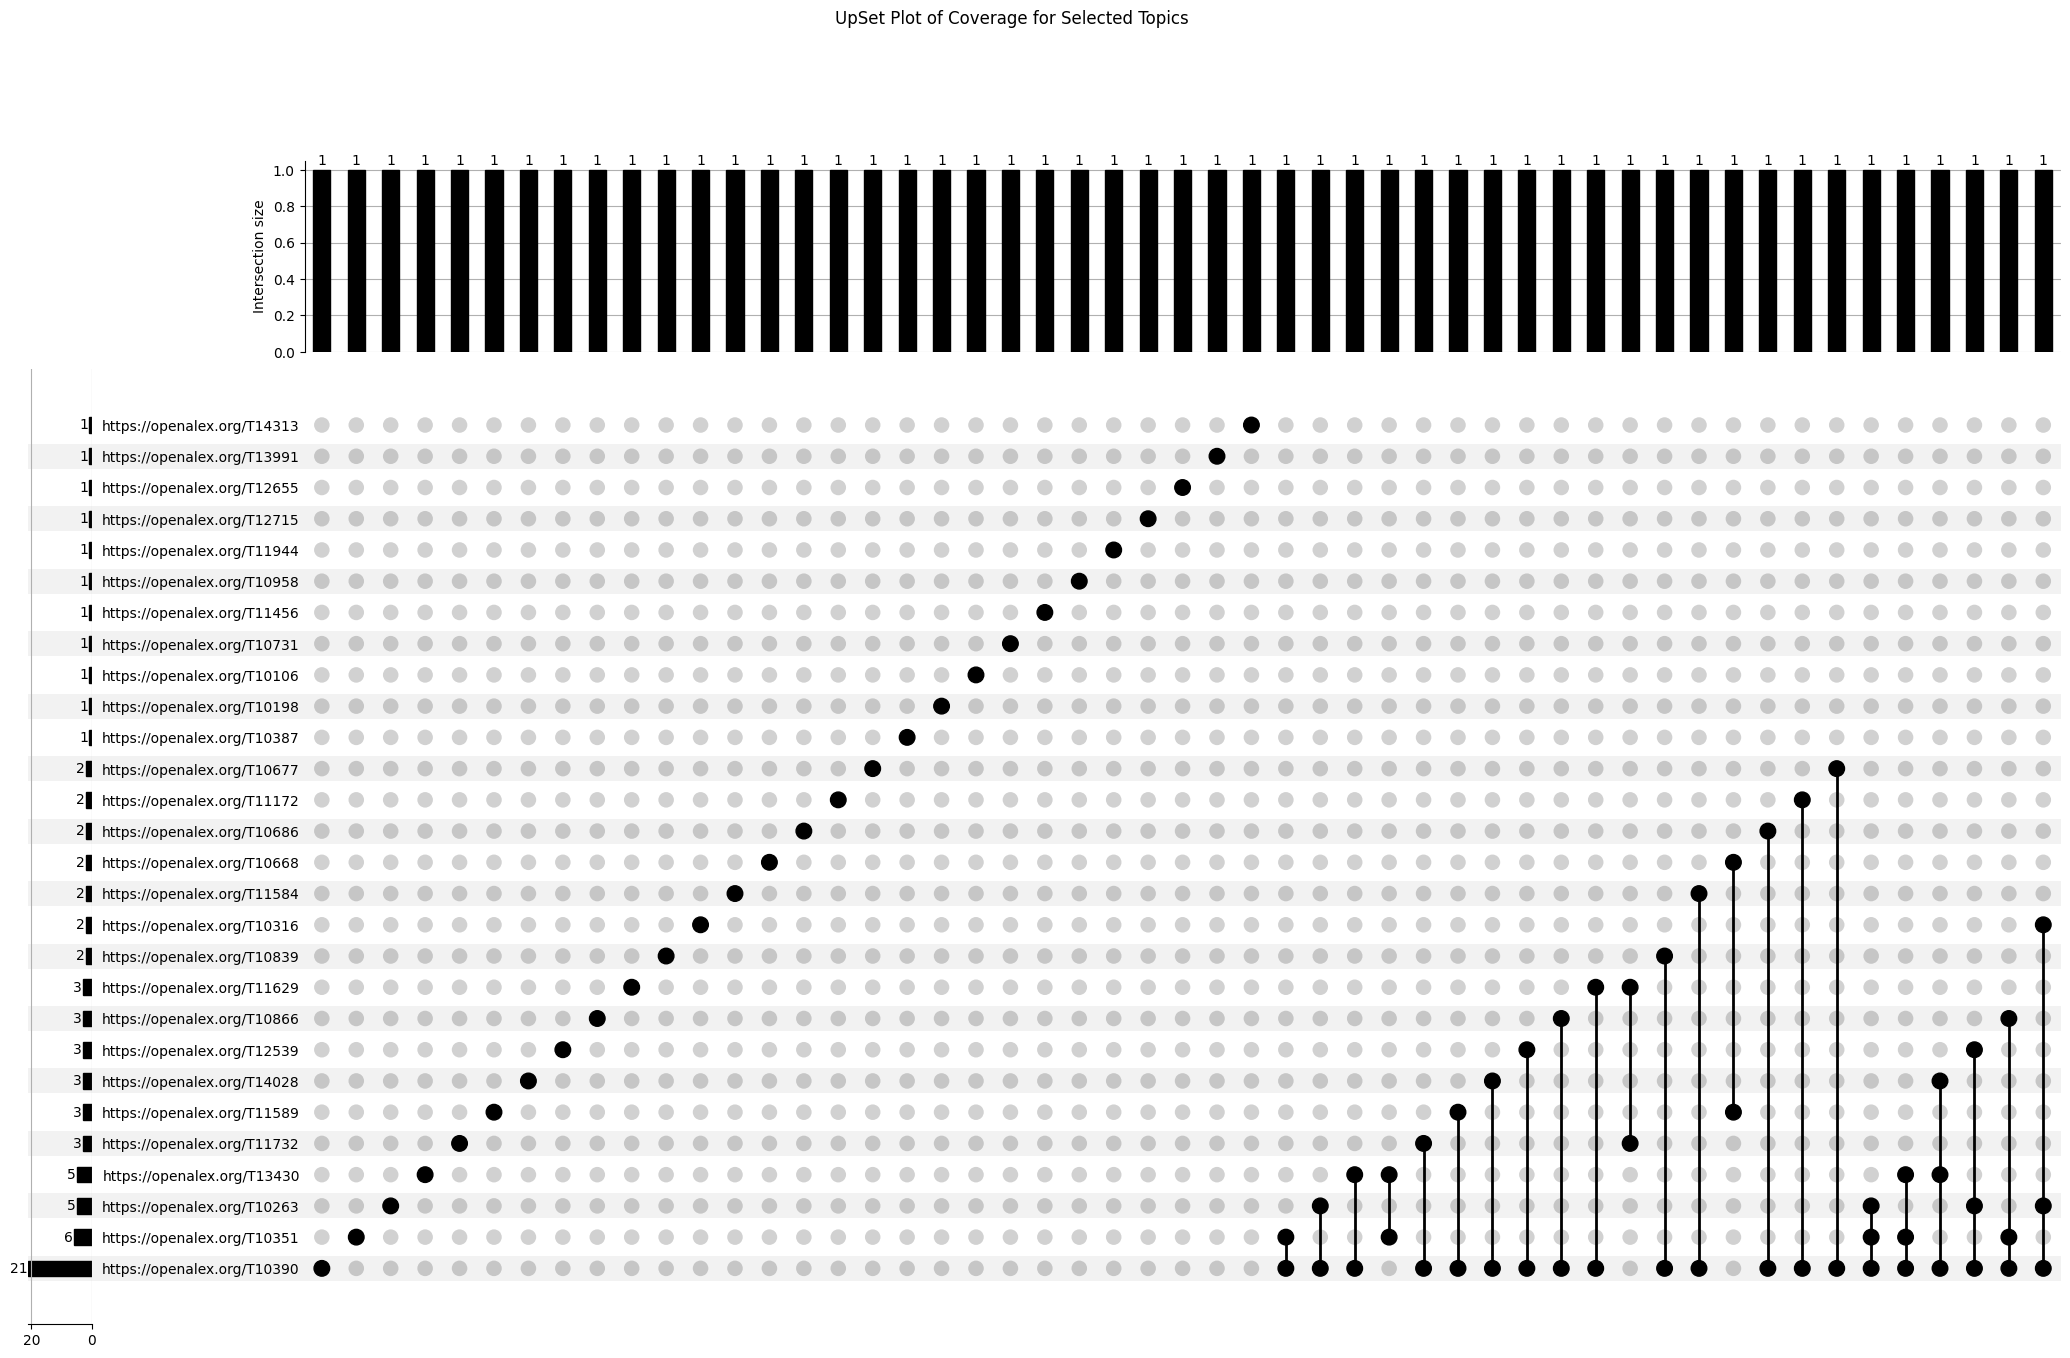 UpSet Plot of Coverage for Selected Topics
1 1 1 1 1 1 1 1 1 1 1 1 1 1 1 1 1 1 1 1 1 1 1 1 1 1 1 1 1 1 1 1 1 1 1 1 1 1 1 1 1 1 1 1 1 1 1 1 1 1 1
1.0
0.8
0.6
0.4
0.2
0.0
Intersection size
1 https://openalex.org/T14313
1 https://openalex.org/T13991
1 https://openalex.org/T12655
1 https://openalex.org/T12715
1 https://openalex.org/T11944
1 https://openalex.org/T10958
1 https://openalex.org/T11456
1 https://openalex.org/T10731
1 https://openalex.org/T10106
1 https://openalex.org/T10198
1 https://openalex.org/T10387
2 https://openalex.org/T10677
2 https://openalex.org/T11172
2 https://openalex.org/T10686
2 https://openalex.org/T10668
2 https://openalex.org/T11584
2 https://openalex.org/T10316
2 https://openalex.org/T10839
3 https://openalex.org/T11629
3 https://openalex.org/T10866
3 https://openalex.org/T12539
3 https://openalex.org/T14028
3 https://openalex.org/T11589
3 https://openalex.org/T11732
5 https://openalex.org/T13430
5 https://openalex.org/T10263
6 https://openalex.org/T10351
21 https://openalex.org/T10390
20 0